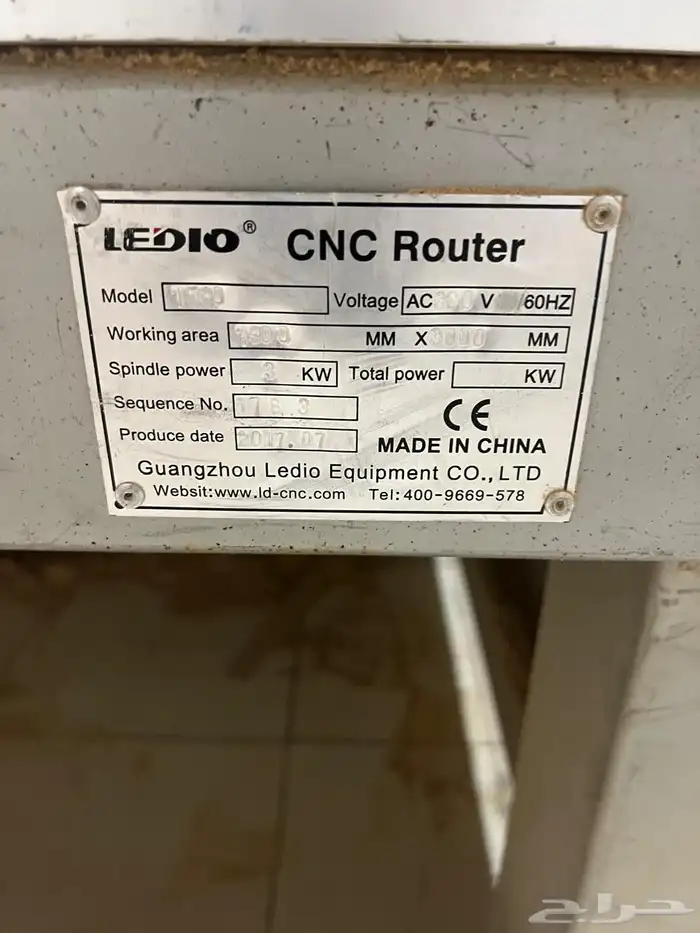 LEDIO® CNC Router
Model Voltage AC V /60HZ
Working area MM X MM
Spindle power 3 KW Total power KW
Sequence No.
Produce date 2017.07
CE
MADE IN CHINA
Guangzhou Ledio Equipment CO., LTD
Websit:www.ld-cnc.com Tel:400-9669-578
حراج